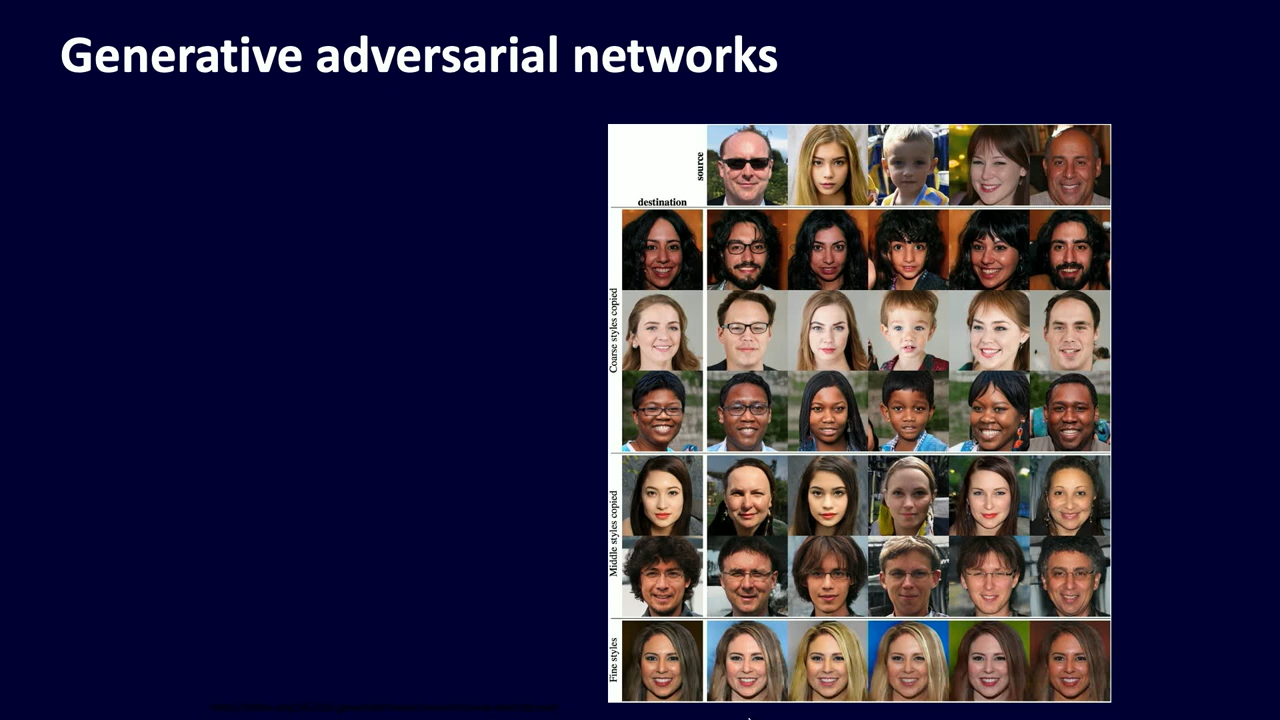 Generative adversarial networks
source
destination
Coarse styles copied
Middle styles copied
Fine styles